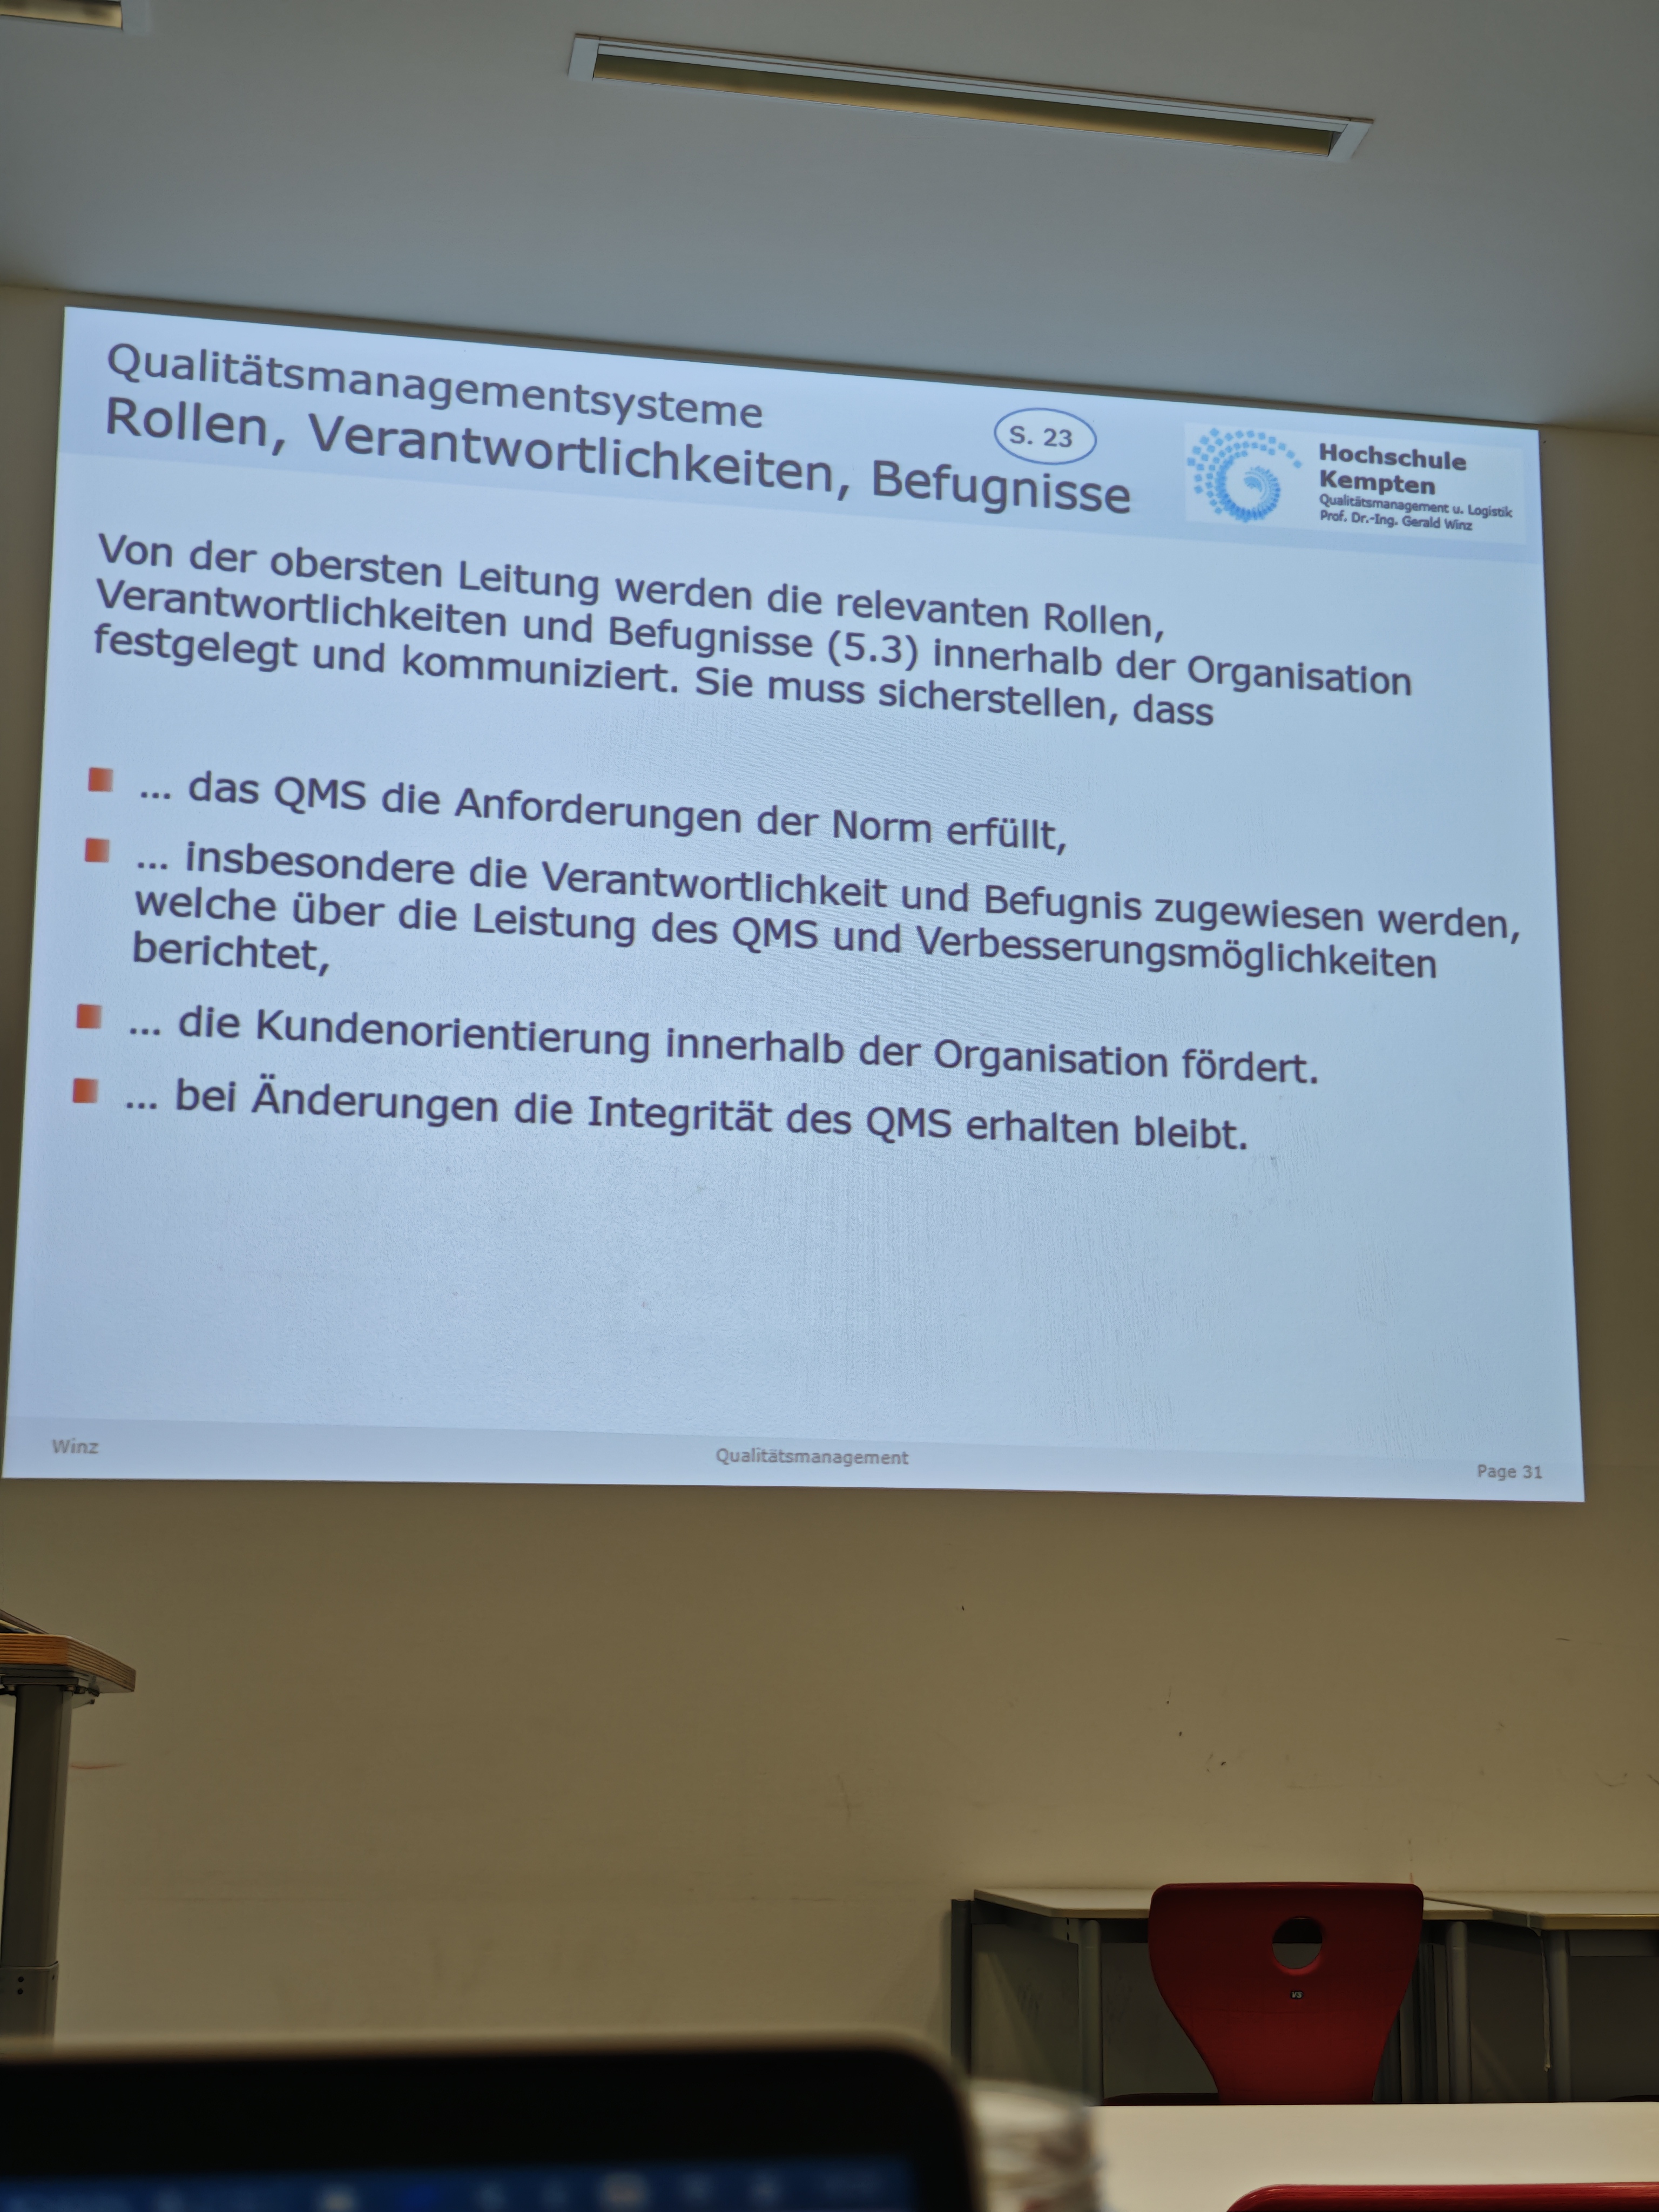 Qualitätsmanagementsysteme
Rollen, Verantwortlichkeiten, Befugnisse
S. 23
Hochschule
Kempten
Qualitätsmanagement u. Logistik
Prof. Dr.-Ing. Gerald Winz
Von der obersten Leitung werden die relevanten Rollen,
Verantwortlichkeiten und Befugnisse (5.3) innerhalb der Organisation
festgelegt und kommuniziert. Sie muss sicherstellen, dass
... das QMS die Anforderungen der Norm erfüllt,
... insbesondere die Verantwortlichkeit und Befugnis zugewiesen werden,
welche über die Leistung des QMS und Verbesserungsmöglichkeiten
berichtet,
... die Kundenorientierung innerhalb der Organisation fördert.
... bei Änderungen die Integrität des QMS erhalten bleibt.
Winz
Qualitätsmanagement
Page 31
VS